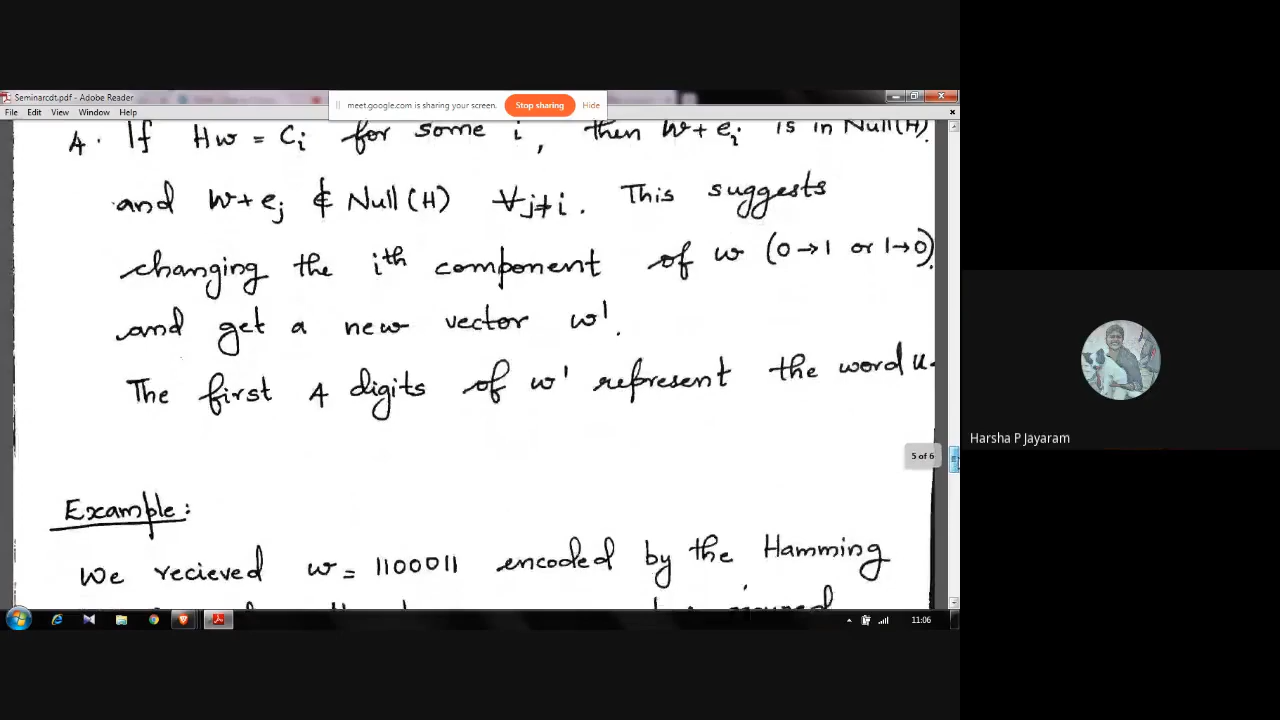 Seminarcdt.pdf - Adobe Reader
meet.google.com is sharing your screen. Stop sharing Hide
File Edit View Window Help
4. If Hw = Ci for some i, then w+ei is in Null(H).
and w+ej ∉ Null(H) ∀j≠i. This suggests
changing the ith component of w (0→1 or 1→0).
and get a new vector w'.
The first 4 digits of w' represent the word u.
5 of 6
Example:
We recieved w = 1100011 encoded by the Hamming
Harsha P Jayaram
11:06